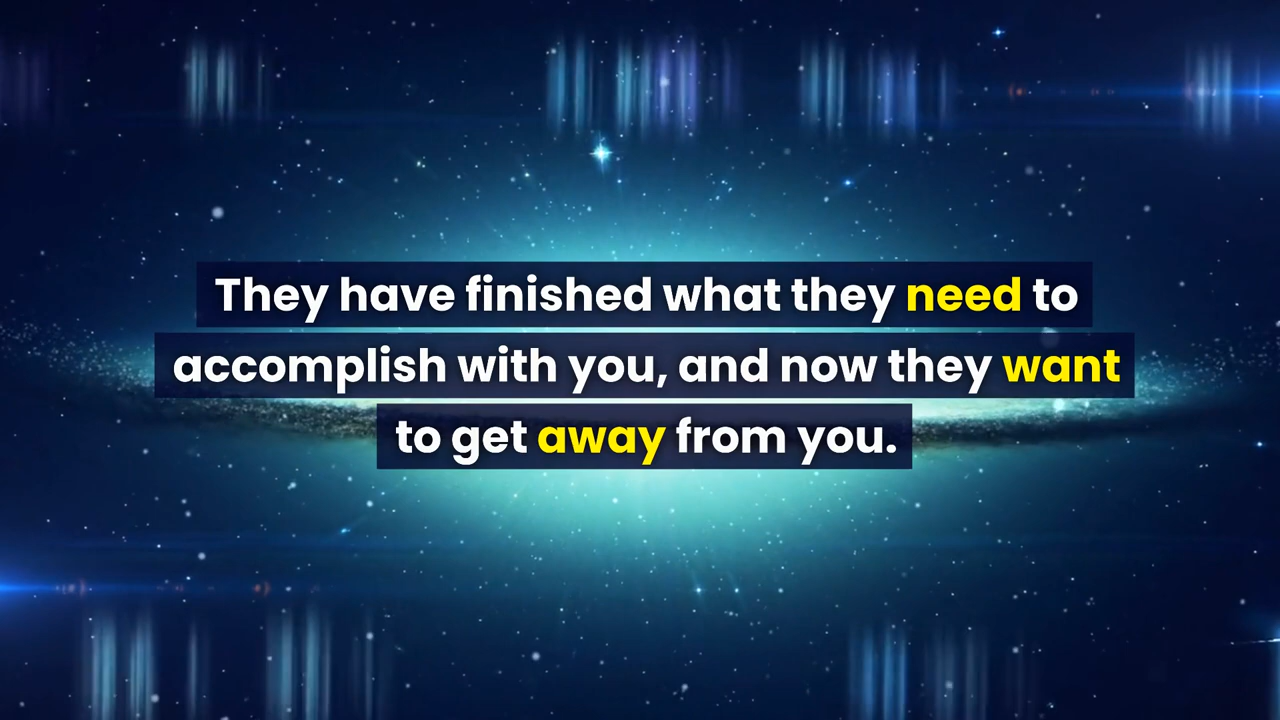 They have finished what they need to
accomplish with you, and now they want
to get away from you.